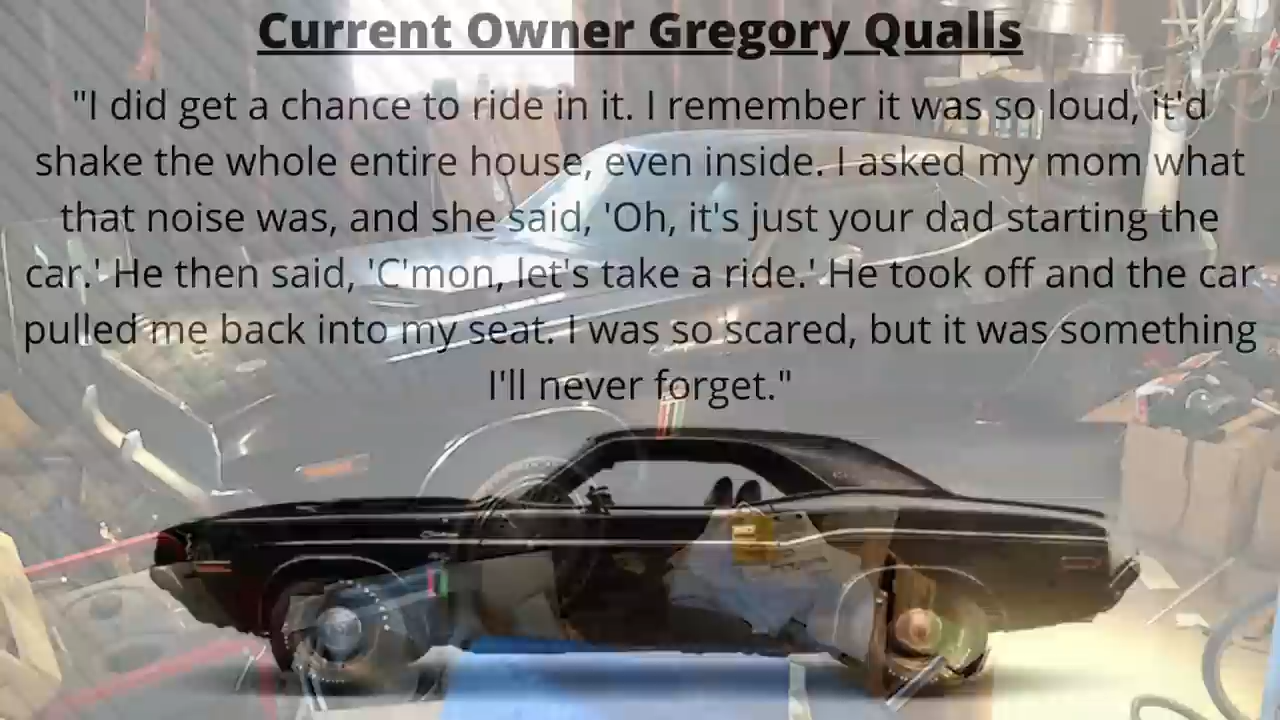 Current Owner Gregory Qualls
"I did get a chance to ride in it. I remember it was so loud, it'd
shake the whole entire house, even inside. I asked my mom what
that noise was, and she said, 'Oh, it's just your dad starting the
car.' He then said, 'C'mon, let's take a ride.' He took off and the car
pulled me back into my seat. I was so scared, but it was something
I'll never forget."